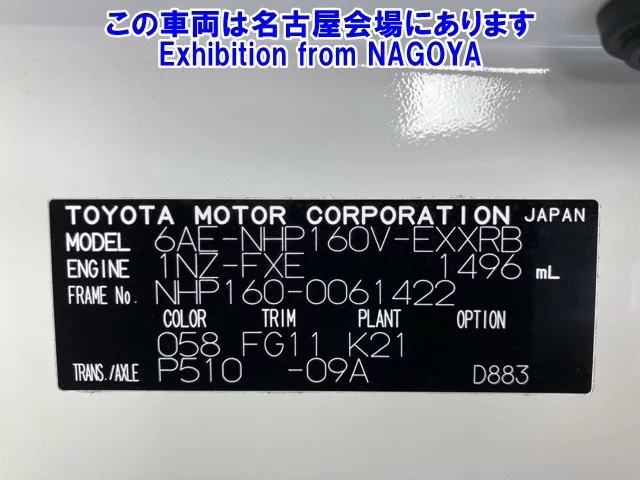 この車両は名古屋会場にあります
Exhibition from NAGOYA
TOYOTA MOTOR CORPORATION JAPAN
MODEL 6AE-NHP160V-EXXRB
ENGINE 1NZ-FXE 1496 mL
FRAME No. NHP160-0061422
COLOR TRIM PLANT OPTION
058 FG11 K21
TRANS./AXLE P510 -09A D883